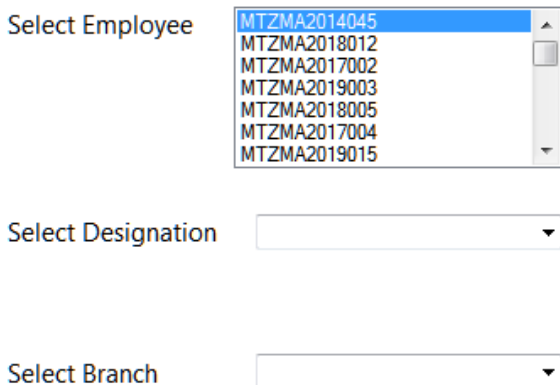 Select Employee
MTZMA2014045
MTZMA2018012
MTZMA2017002
MTZMA2019003
MTZMA2018005
MTZMA2017004
MTZMA2019015
Select Designation
Select Branch